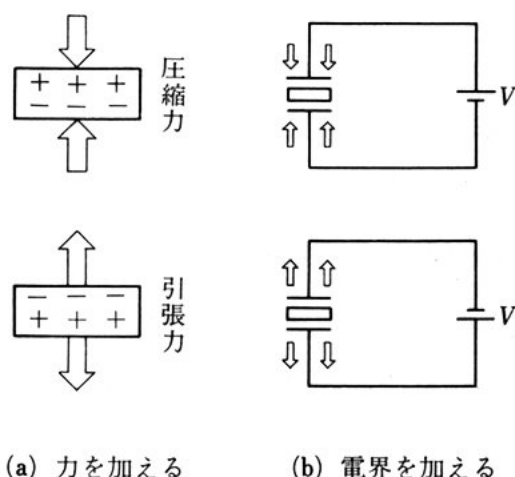 + + +
− − −
圧縮力
V
− − −
+ + +
引張力
V
(a) 力を加える
(b) 電界を加える